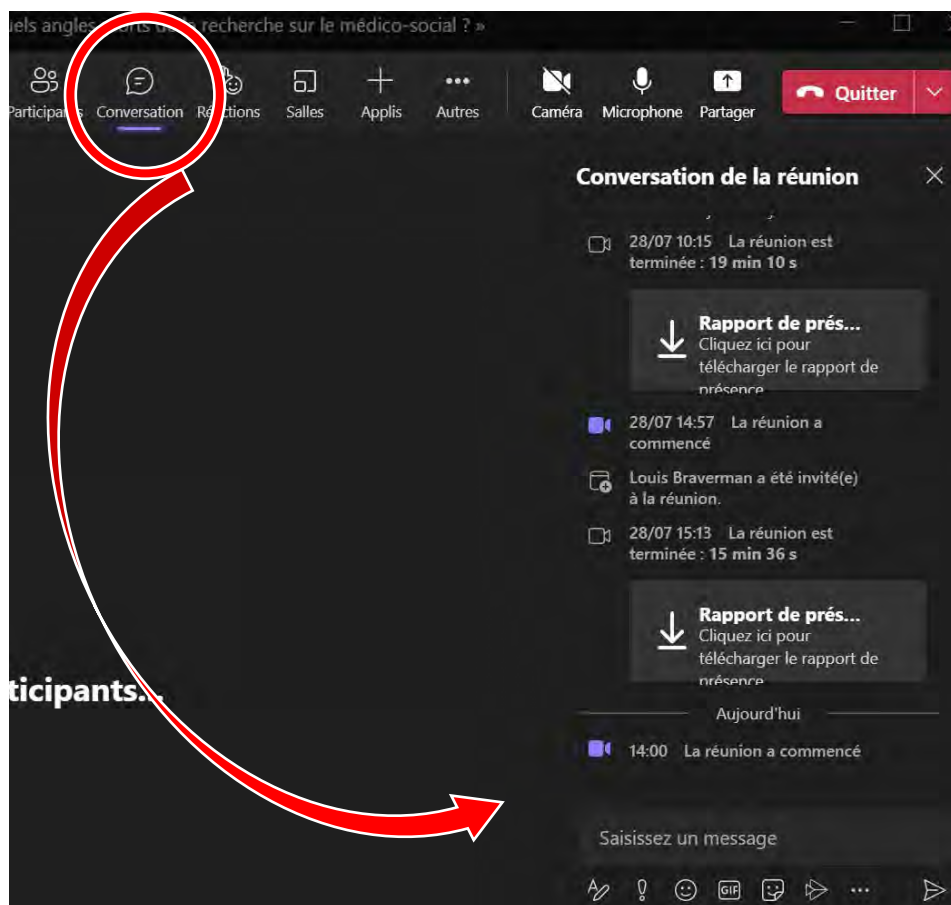 uels angles morts de la recherche sur le médico-social ? »
Participants Conversation Réactions Salles Applis Autres Caméra Microphone Partager Quitter
Conversation de la réunion
28/07 10:15 La réunion est
terminée : 19 min 10 s
Rapport de prés...
Cliquez ici pour
télécharger le rapport de
présence
28/07 14:57 La réunion a
commencé
Louis Braverman a été invité(e)
à la réunion.
28/07 15:13 La réunion est
terminée : 15 min 36 s
Rapport de prés...
Cliquez ici pour
télécharger le rapport de
présence
ticipants...
Aujourd'hui
14:00 La réunion a commencé
Saisissez un message
GIF